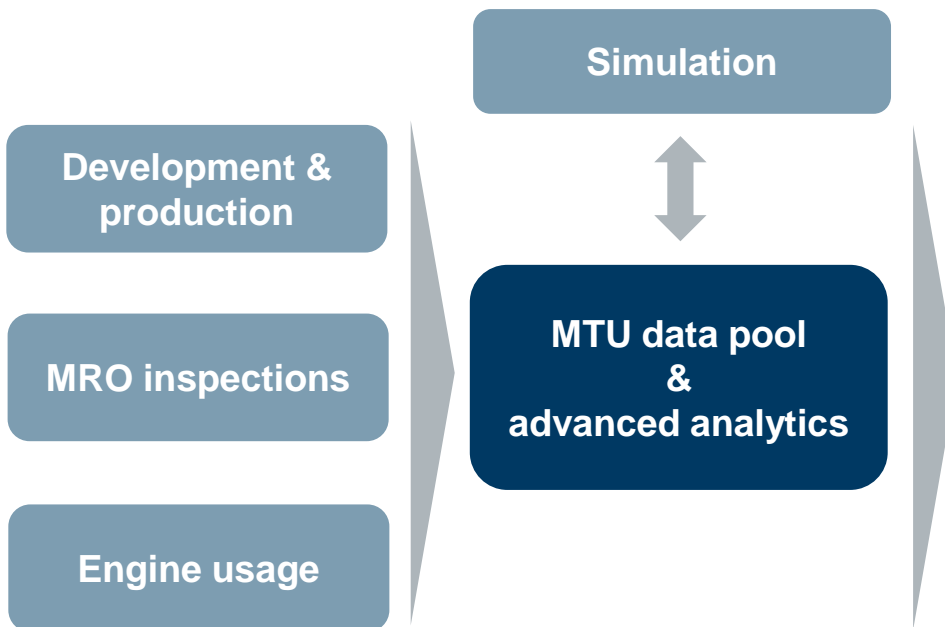 Simulation
Development &
production
MRO inspections
MTU data pool
&
advanced analytics
Engine usage